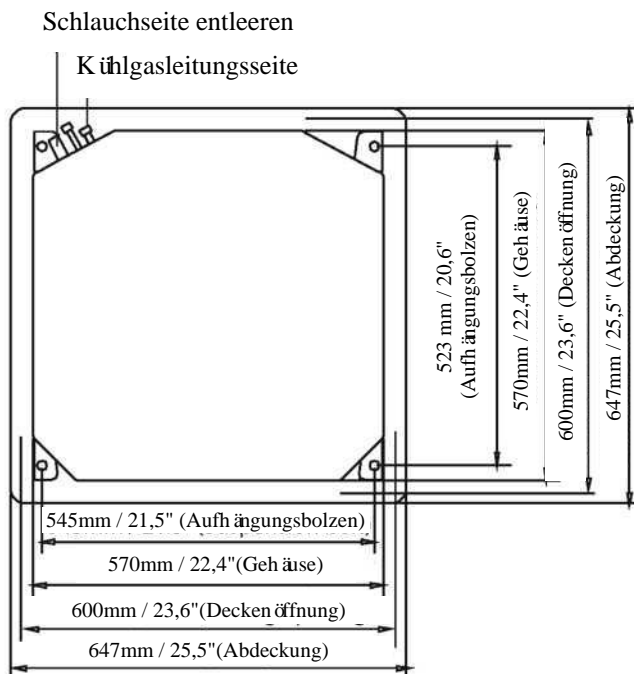 Schlauchseite entleeren
Kühlgasleitungsseite
523 mm / 20,6"
(Aufhängungsbolzen)
570mm / 22,4" (Gehäuse)
600mm / 23,6" (Deckenöffnung)
647mm / 25,5" (Abdeckung)
545mm / 21,5" (Aufhängungsbolzen)
570mm / 22,4"(Gehäuse)
600mm / 23,6"(Deckenöffnung)
647mm / 25,5"(Abdeckung)